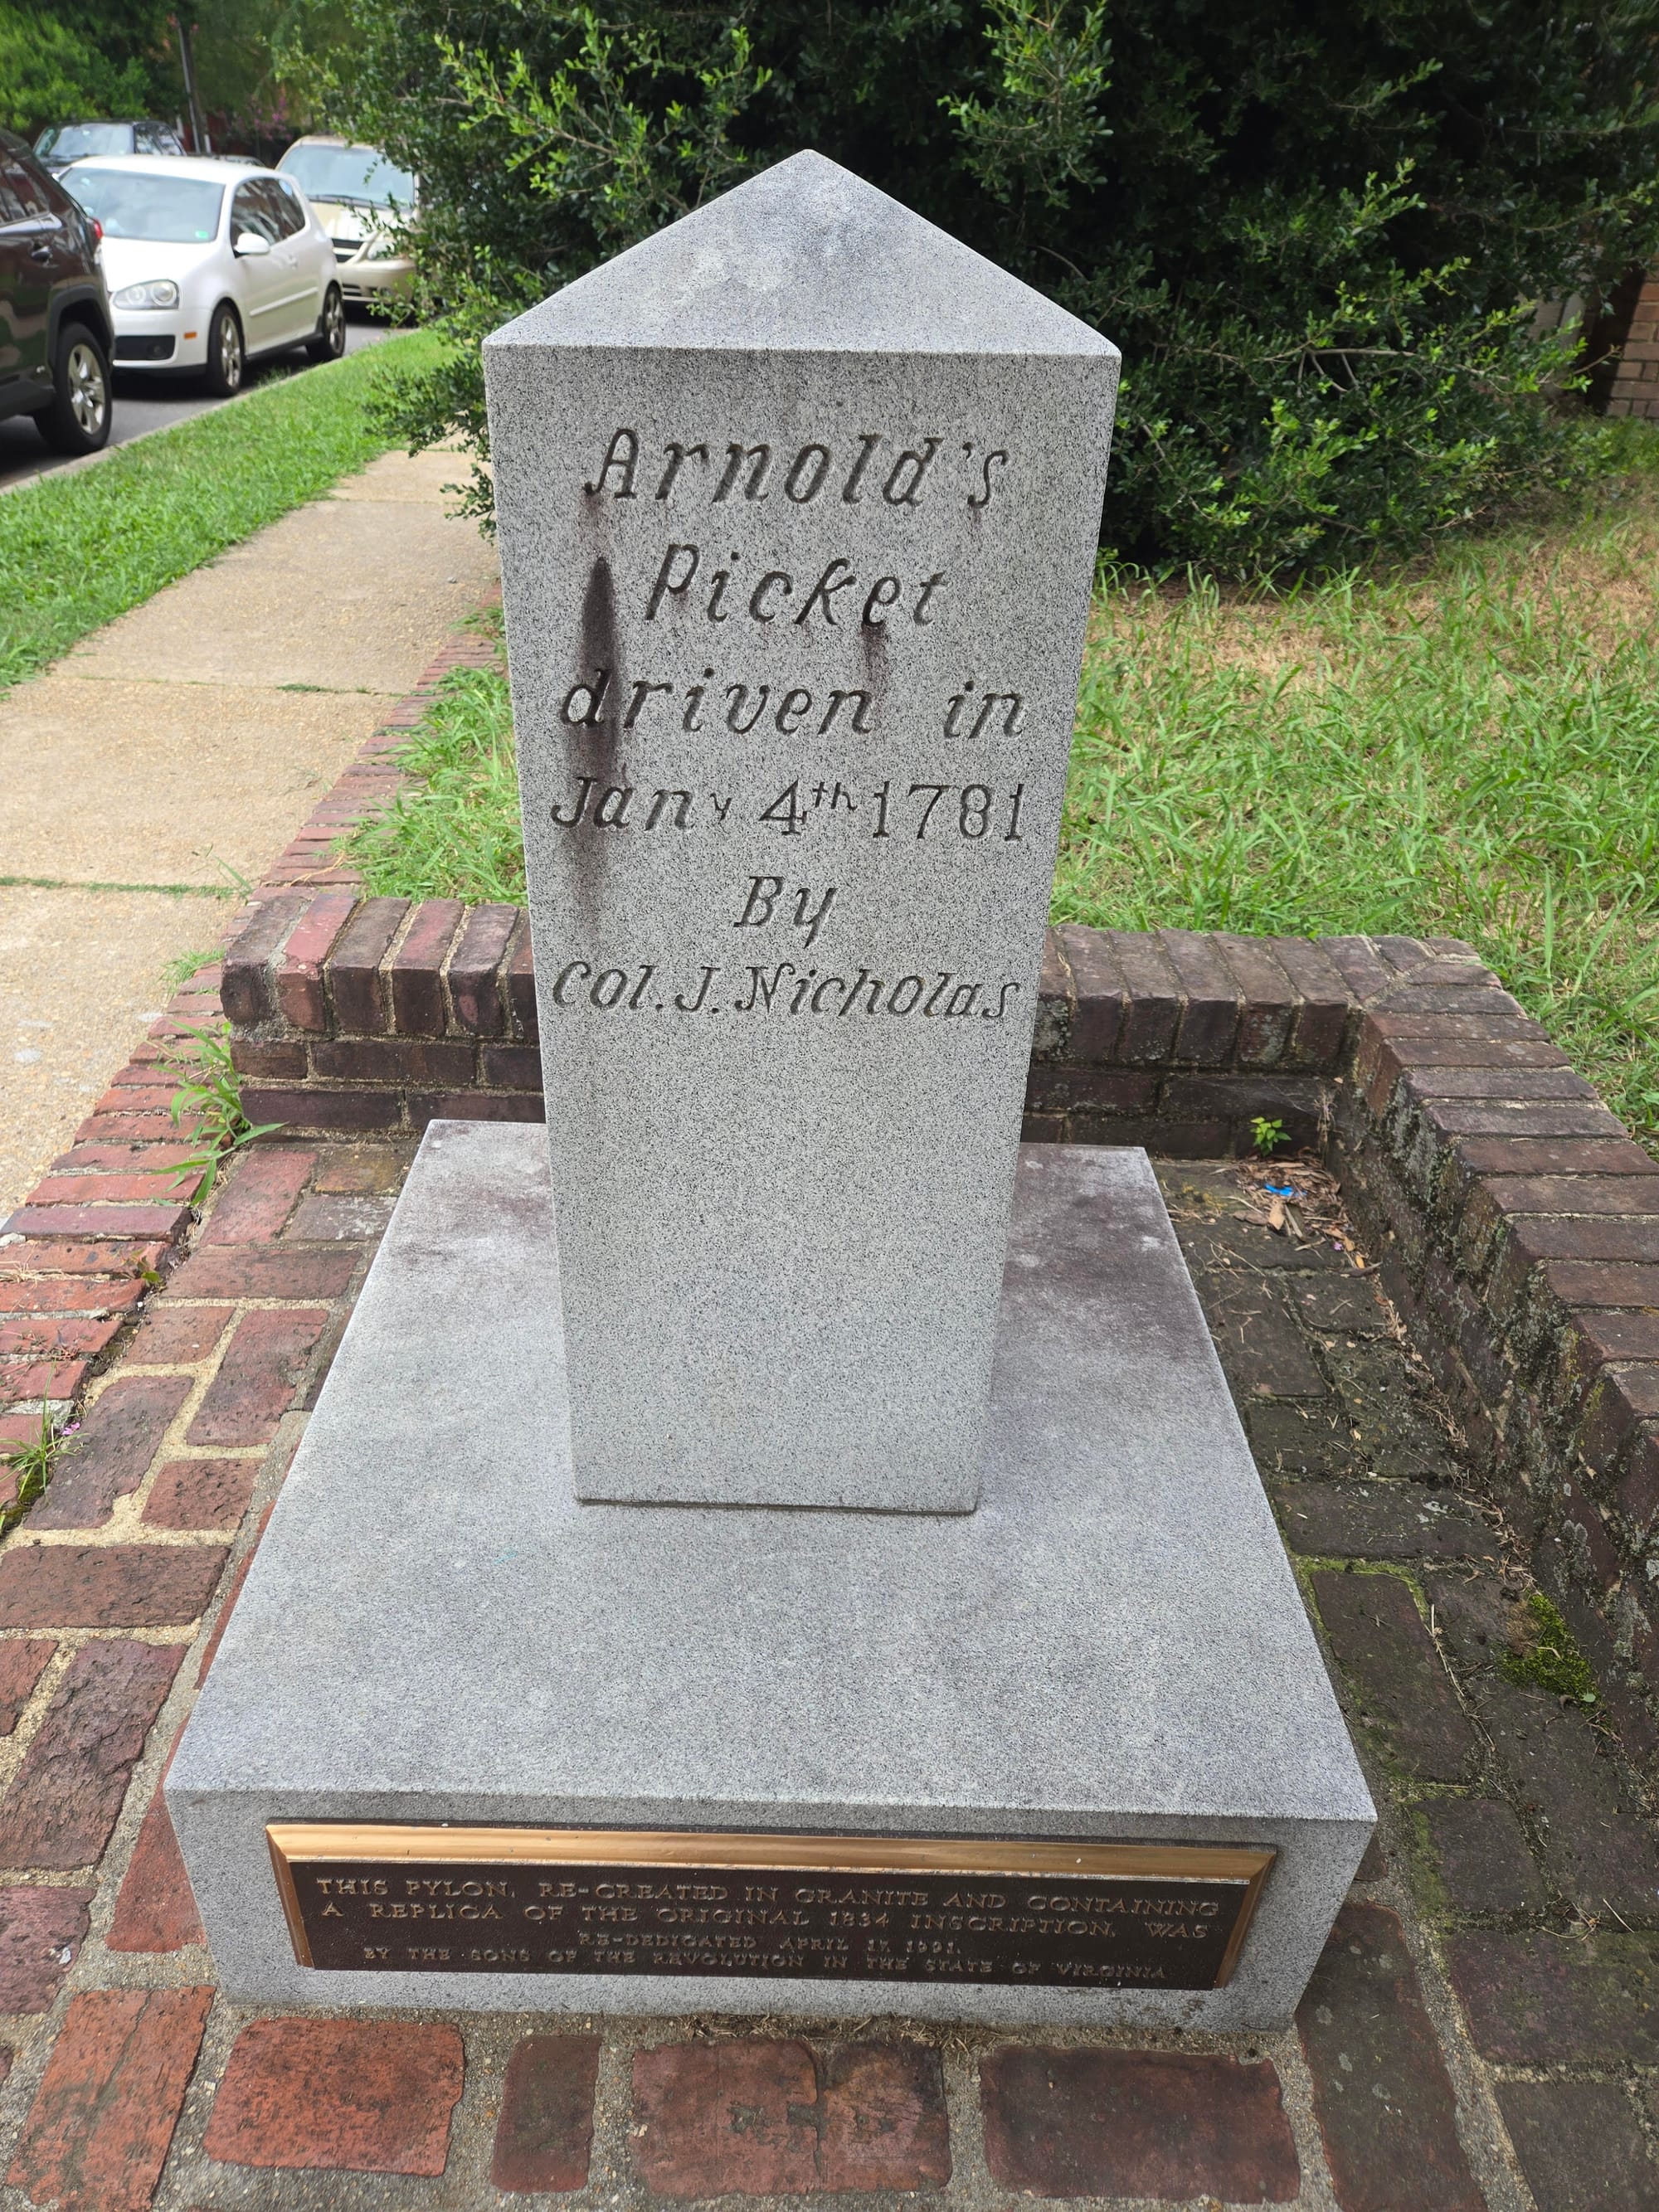 Arnold's
Picket
driven in
Janʸ 4ᵗʰ 1781
By
Col. J. Nicholas
THIS PYLON, RE-CREATED IN GRANITE AND CONTAINING
A REPLICA OF THE ORIGINAL 1834 INSCRIPTION, WAS
RE-DEDICATED APRIL 17, 1991,
BY THE SONS OF THE REVOLUTION IN THE STATE OF VIRGINIA